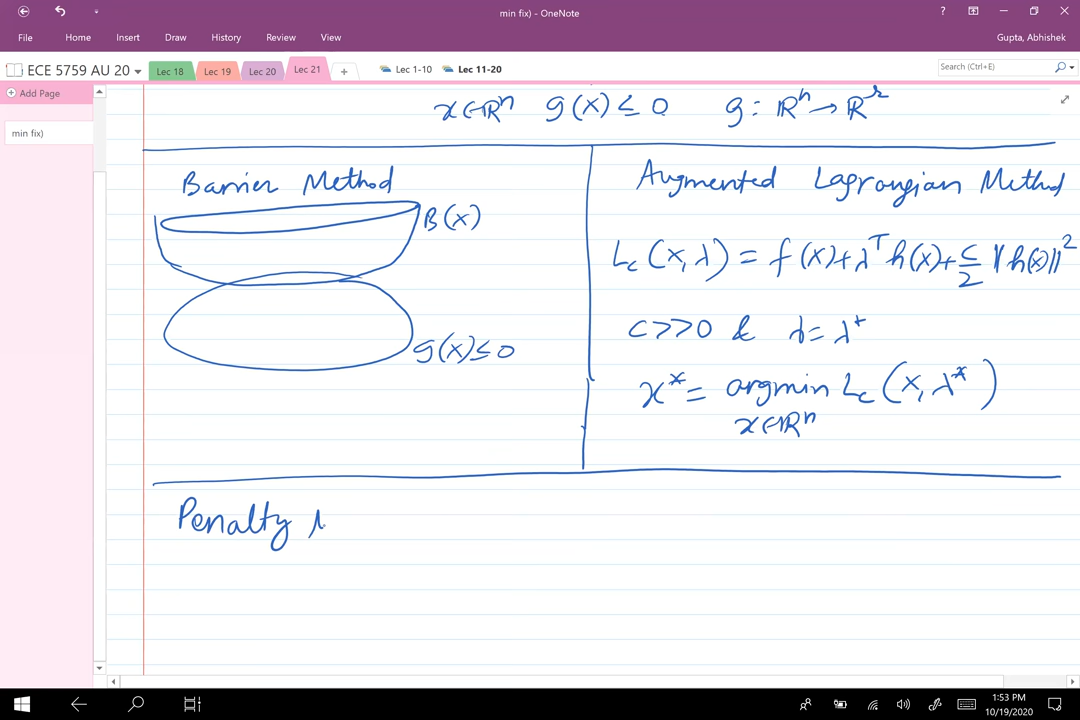 min fix) - OneNote
?
File Home Insert Draw History Review View
Gupta, Abhishek
ECE 5759 AU 20
Lec 18
Lec 19
Lec 20
Lec 21
Lec 1-10
Lec 11-20
Search (Ctrl+E)
Add Page
min fix)
x∈ℝⁿ g(x) ≤ 0 g: ℝⁿ → ℝʳ
Barrier Method
B(x)
g(x) ≤ 0
Augmented Lagrangian Method
L_c(x, λ) = f(x) + λᵀ h(x) + c/2 ‖h(x)‖²
c >> 0 & λ = λ*
x* = argmin L_c(x, λ*)
x∈ℝⁿ
Penalty
1:53 PM
10/19/2020